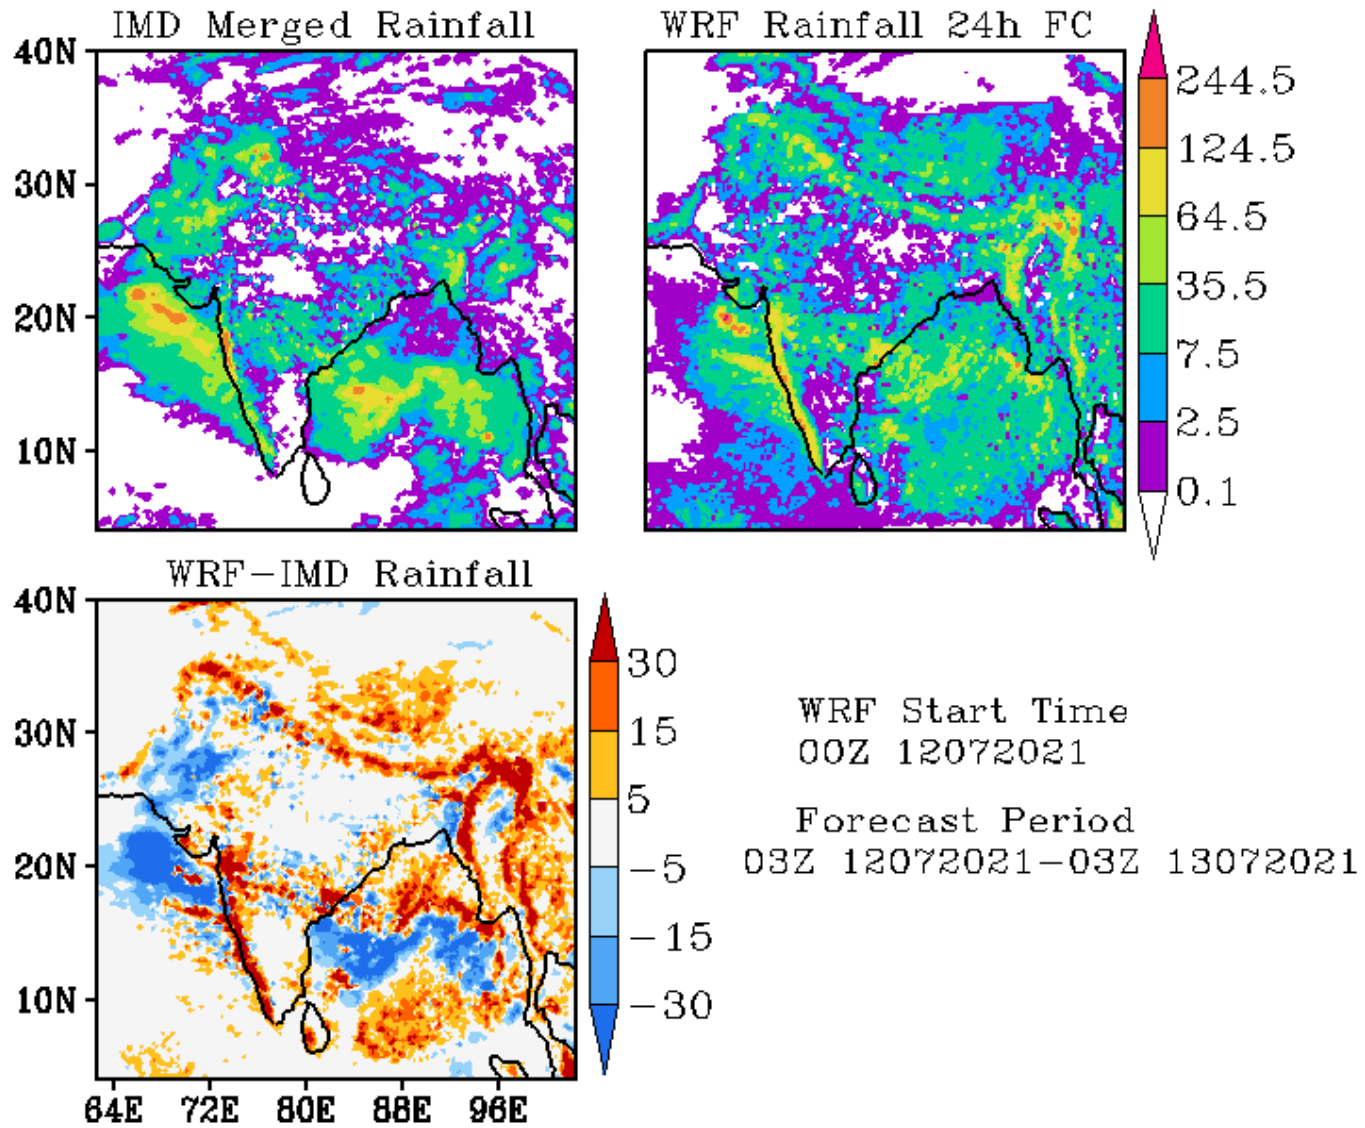 IMD Merged Rainfall
WRF Rainfall 24h FC
40N
30N
20N
10N
244.5
124.5
64.5
35.5
7.5
2.5
0.1
WRF-IMD Rainfall
40N
30N
20N
10N
64E 72E 80E 88E 96E
30
15
5
-5
-15
-30
WRF Start Time
00Z 12072021
Forecast Period
03Z 12072021-03Z 13072021